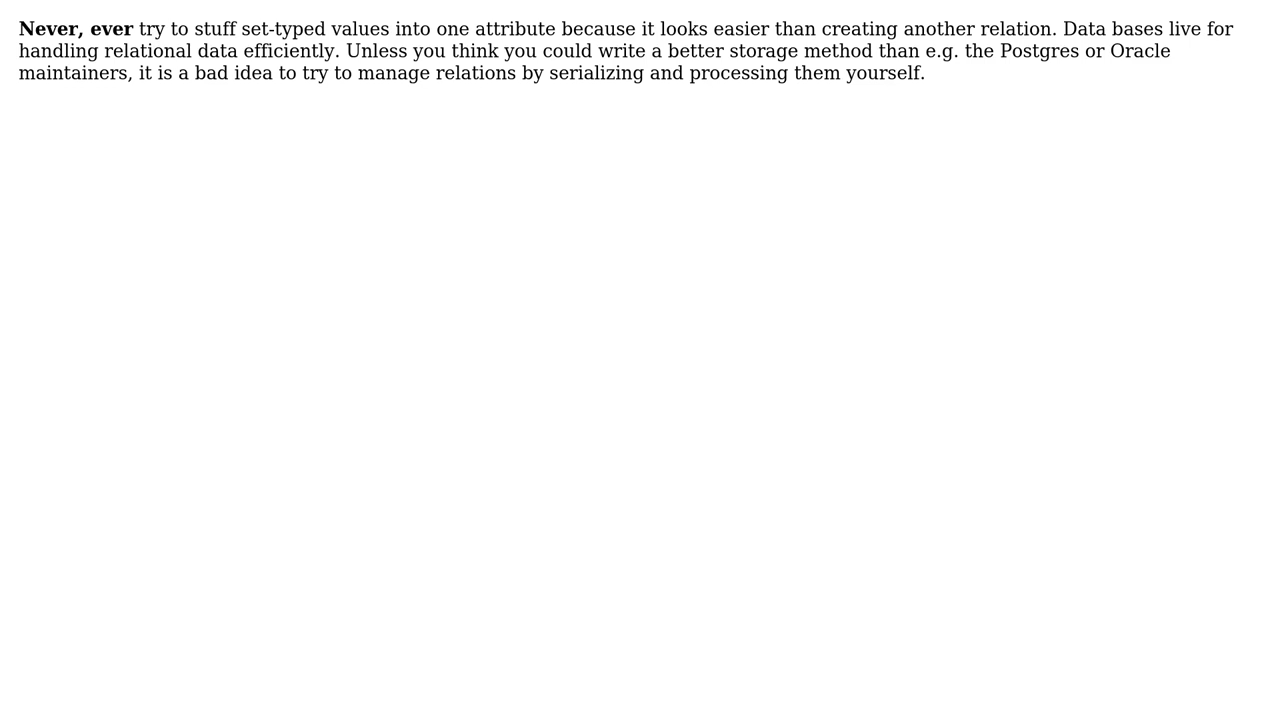 Never, ever try to stuff set-typed values into one attribute because it looks easier than creating another relation. Data bases live for
handling relational data efficiently. Unless you think you could write a better storage method than e.g. the Postgres or Oracle
maintainers, it is a bad idea to try to manage relations by serializing and processing them yourself.